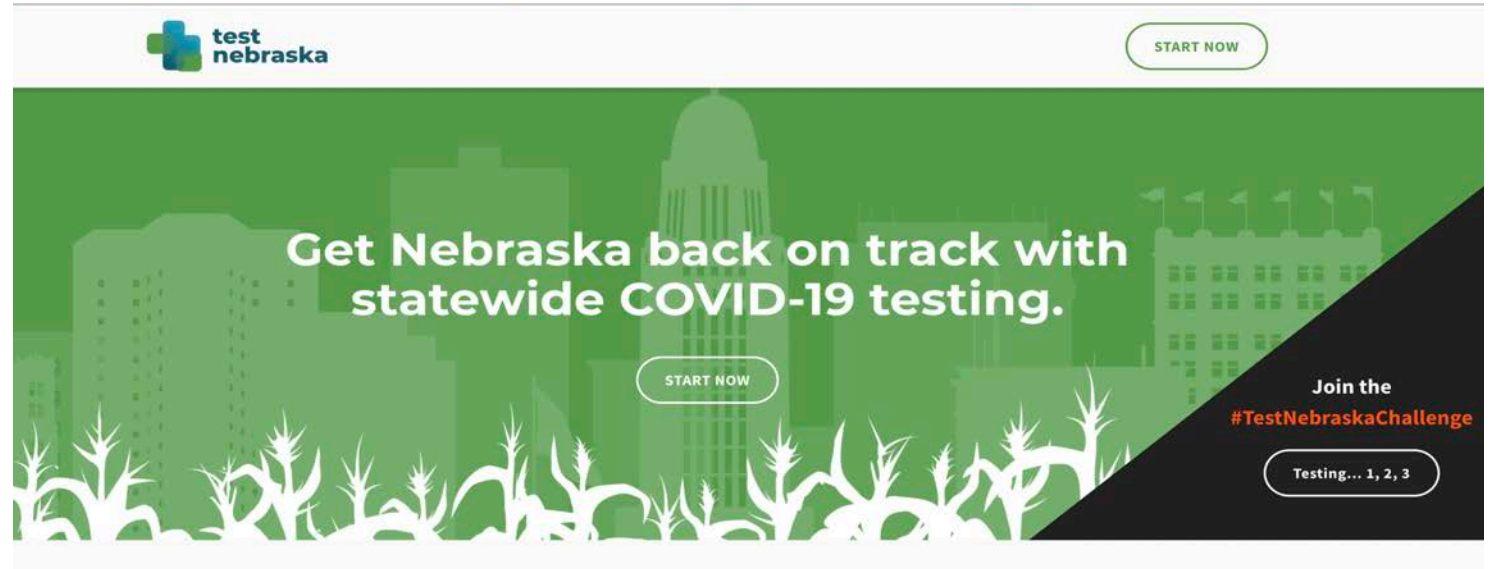 test
nebraska
START NOW
Get Nebraska back on track with
statewide COVID-19 testing.
START NOW
Join the
#TestNebraskaChallenge
Testing... 1, 2, 3